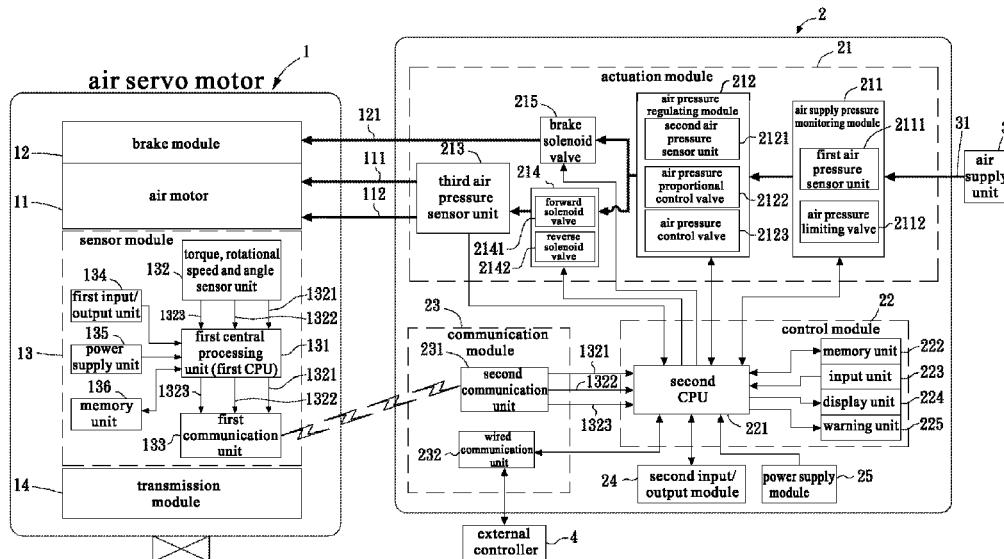 1
air servo motor
12
brake module
11
air motor
121
111
112
sensor module
13
134
first input/
output unit
135
power
supply unit
136
memory
unit
132
torque, rotational
speed and angle
sensor unit
1323
1322
1321
first central
processing
unit (first CPU)
131
1323
1322
1321
133
first
communication
unit
14
transmission
module
2
21
actuation module
215
brake
solenoid
valve
213
third air
pressure
sensor unit
214
forward solenoid
valve
2141
reverse solenoid
valve
2142
212
air pressure
regulating module
second air
pressure
sensor unit
2121
air pressure
proportional
control valve
2122
air pressure
control valve
2123
211
air supply pressure
monitoring module
2111
first air
pressure
sensor unit
air pressure
limiting valve
2112
31
air
supply
unit
23
communication
module
231
second
communication
unit
1321
1322
1323
232
wired
communication
unit
22
control module
second
CPU
221
memory unit
222
input unit
223
display unit
224
warning unit
225
24
second input/
output module
power supply
module
25
external
controller
4